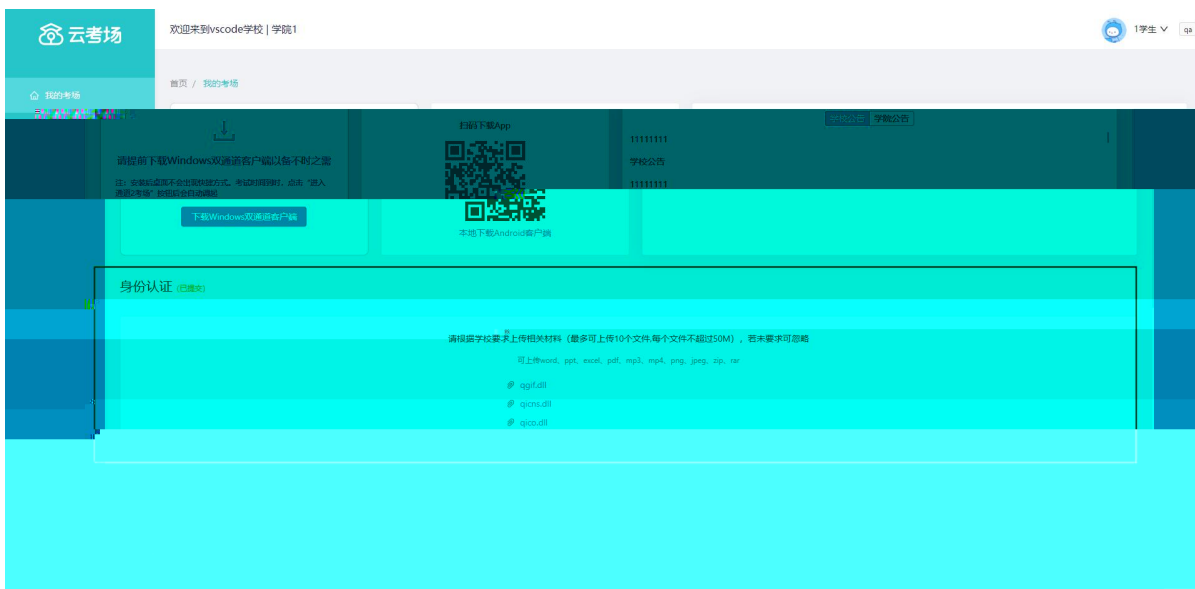 云考场
欢迎来到vscode学校 | 学院1
1学生
qa
首页 / 我的考场
我的考场
请提前下载Windows双通道客户端以备不时之需
注：安装后桌面不会出现快捷方式。考试时间到时，点击“进入
通道2考场”按钮后会自动调起
下载Windows双通道客户端
扫码下载App
本地下载Android客户端
学校公告 学院公告
11111111
学校公告
11111111
身份认证 (已提交)
请根据学校要求上传相关材料（最多可上传10个文件,每个文件不超过50M），若未要求可忽略
可上传word、ppt、excel、pdf、mp3、mp4、png、jpeg、zip、rar
qgif.dll
qicns.dll
qico.dll